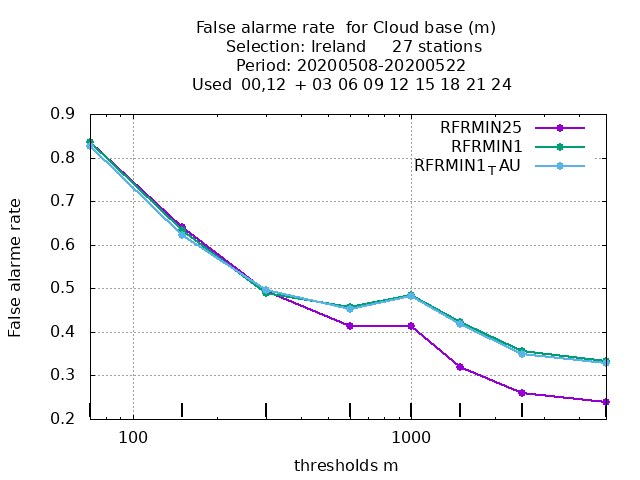 False alarme rate  for Cloud base (m)
Selection: Ireland     27 stations
Period: 20200508-20200522
Used  00,12  + 03 06 09 12 15 18 21 24
RFRMIN25
RFRMIN1
RFRMIN1TAU
False alarme rate
0.9
0.8
0.7
0.6
0.5
0.4
0.3
0.2
100
1000
thresholds m